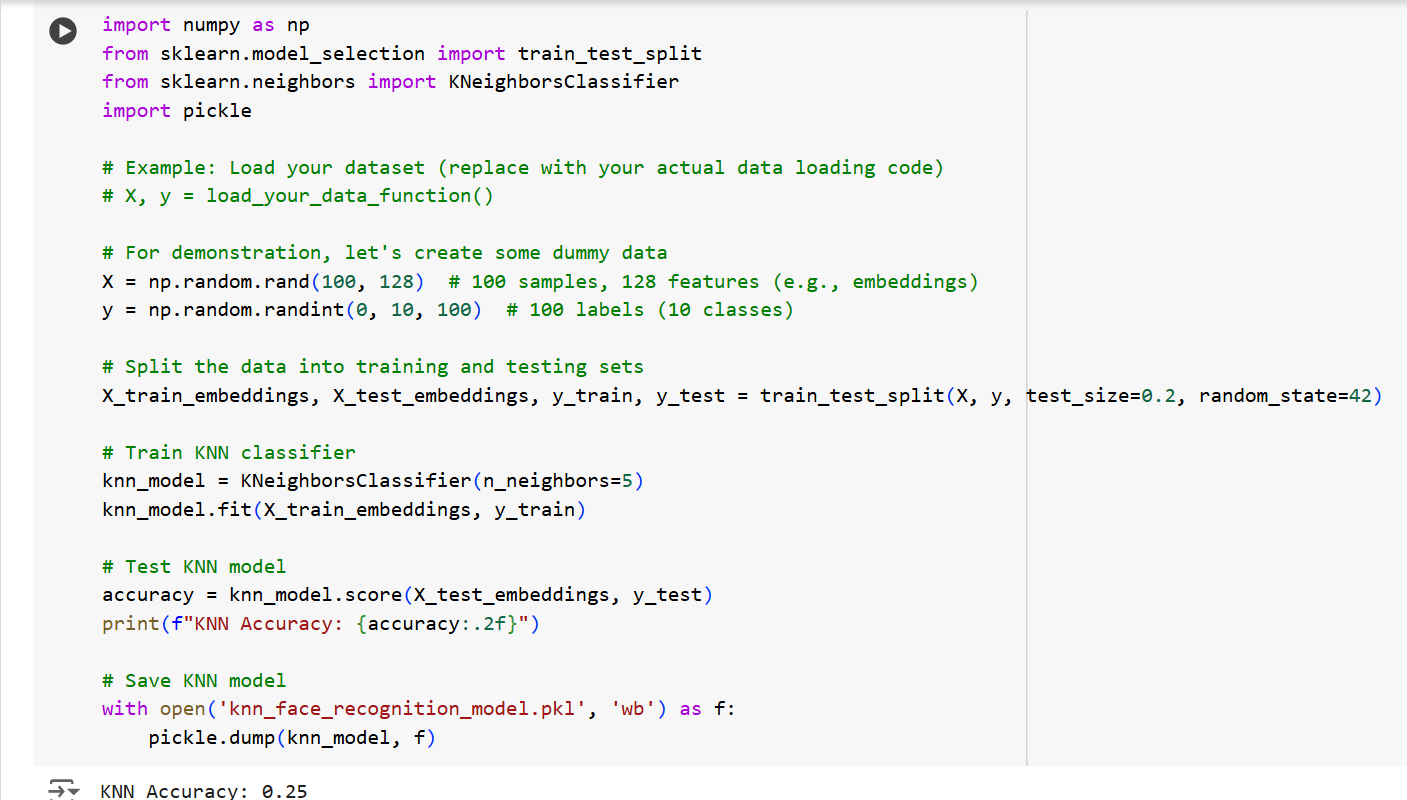 import numpy as np
from sklearn.model_selection import train_test_split
from sklearn.neighbors import KNeighborsClassifier
import pickle

# Example: Load your dataset (replace with your actual data loading code)
# X, y = load_your_data_function()

# For demonstration, let's create some dummy data
X = np.random.rand(100, 128)  # 100 samples, 128 features (e.g., embeddings)
y = np.random.randint(0, 10, 100)  # 100 labels (10 classes)

# Split the data into training and testing sets
X_train_embeddings, X_test_embeddings, y_train, y_test = train_test_split(X, y, test_size=0.2, random_state=42)

# Train KNN classifier
knn_model = KNeighborsClassifier(n_neighbors=5)
knn_model.fit(X_train_embeddings, y_train)

# Test KNN model
accuracy = knn_model.score(X_test_embeddings, y_test)
print(f"KNN Accuracy: {accuracy:.2f}")

# Save KNN model
with open('knn_face_recognition_model.pkl', 'wb') as f:
    pickle.dump(knn_model, f)

KNN Accuracy: 0.25